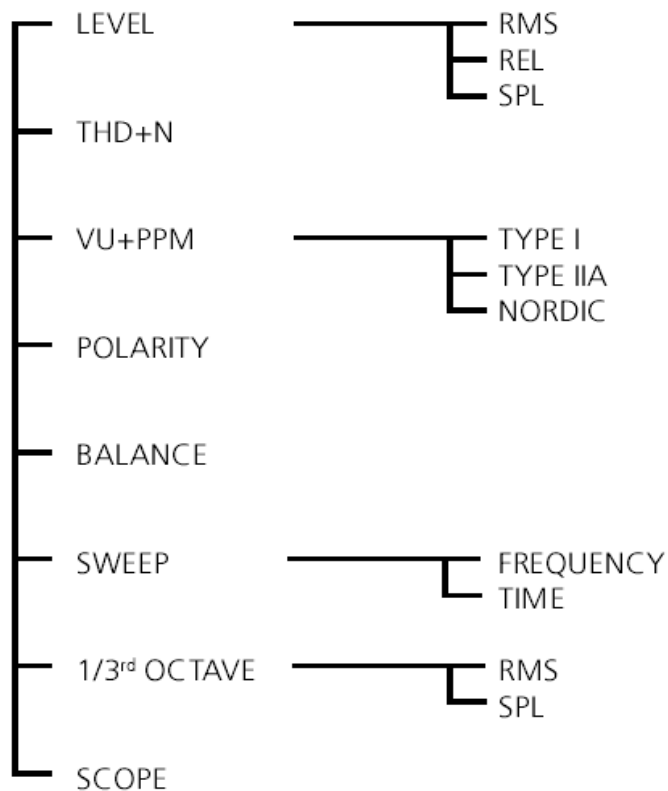 LEVEL RMS
REL
SPL
THD+N
VU+PPM TYPE I
TYPE IIA
NORDIC
POLARITY
BALANCE
SWEEP FREQUENCY
TIME
1/3rd OCTAVE RMS
SPL
SCOPE